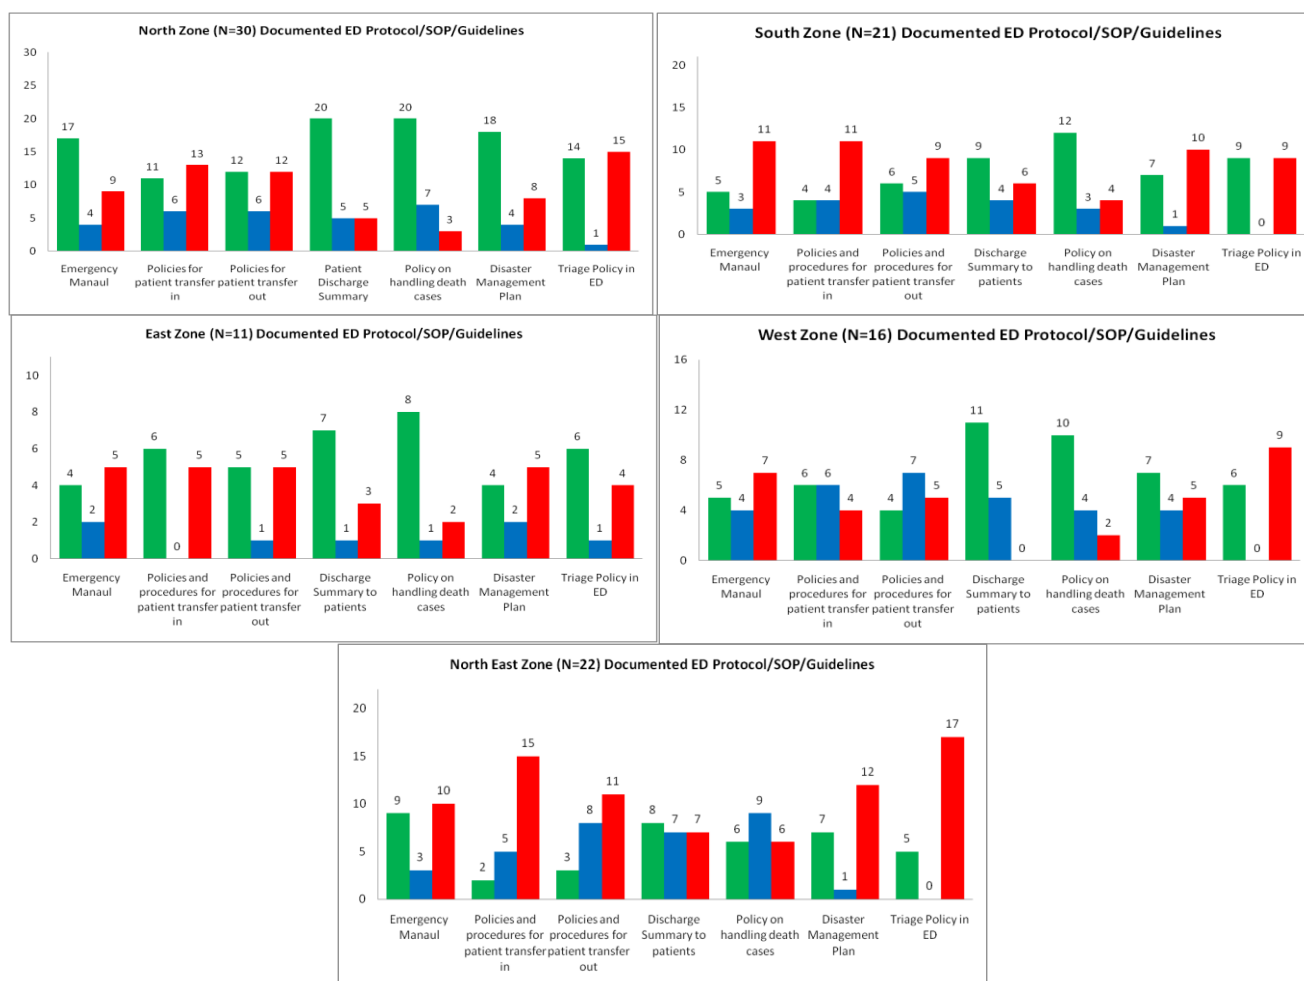 North Zone (N=30) Documented ED Protocol/SOP/Guidelines
30
25
20
15
10
5
0
17 4 9
11 6 13
12 6 12
20 5 5
20 7 3
18 4 8
14 1 15
Emergency
Manaul
Policies for
patient transfer
in
Policies for
patient transfer
out
Patient
Discharge
Summary
Policy on
handling death
cases
Disaster
Management
Plan
Triage Policy in
ED
South Zone (N=21) Documented ED Protocol/SOP/Guidelines
20
15
10
5
0
5 3 11
4 4 11
6 5 9
9 4 6
12 3 4
7 1 10
9 0 9
Emergency
Manaul
Policies and
procedures for
patient transfer
in
Policies and
procedures for
patient transfer
out
Discharge
Summary to
patients
Policy on
handling death
cases
Disaster
Management
Plan
Triage Policy in
ED
East Zone (N=11) Documented ED Protocol/SOP/Guidelines
10
8
6
4
2
0
4 2 5
6 0 5
5 1 5
7 1 3
8 1 2
4 2 5
6 1 4
Emergency
Manaul
Policies and
procedures for
patient transfer
in
Policies and
procedures for
patient transfer
out
Discharge
Summary to
patients
Policy on
handling death
cases
Disaster
Management
Plan
Triage Policy in
ED
West Zone (N=16) Documented ED Protocol/SOP/Guidelines
16
12
8
4
0
5 4 7
6 6 4
4 7 5
11 5 0
10 4 2
7 4 5
6 0 9
Emergency
Manaul
Policies and
procedures for
patient transfer
in
Policies and
procedures for
patient transfer
out
Discharge
Summary to
patients
Policy on
handling death
cases
Disaster
Management
Plan
Triage Policy in
ED
North East Zone (N=22) Documented ED Protocol/SOP/Guidelines
20
15
10
5
0
9 3 10
2 5 15
3 8 11
8 7 7
6 9 6
7 1 12
5 0 17
Emergency
Manaul
Policies and
procedures for
patient transfer
in
Policies and
procedures for
patient transfer
out
Discharge
Summary to
patients
Policy on
handling death
cases
Disaster
Management
Plan
Triage Policy in
ED